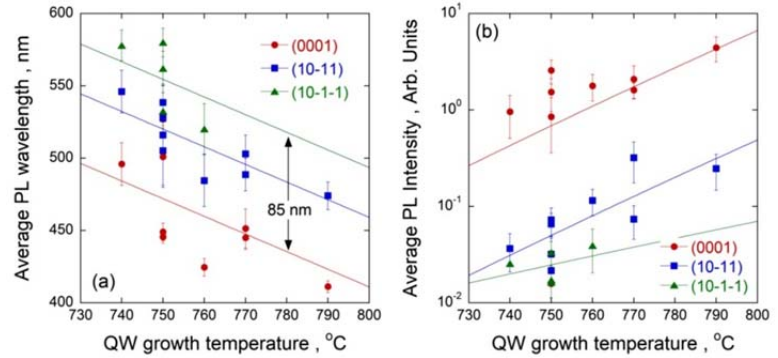 600
550
500
450
400
Average PL wavelength , nm
(0001)
(10-11)
(10-1-1)
85 nm
(a)
730 740 750 760 770 780 790 800
QW growth temperature , °C
10¹
10⁰
10⁻¹
10⁻²
Average PL Intensity , Arb. Units
(b)
(0001)
(10-11)
(10-1-1)
730 740 750 760 770 780 790 800
QW growth temperature , °C